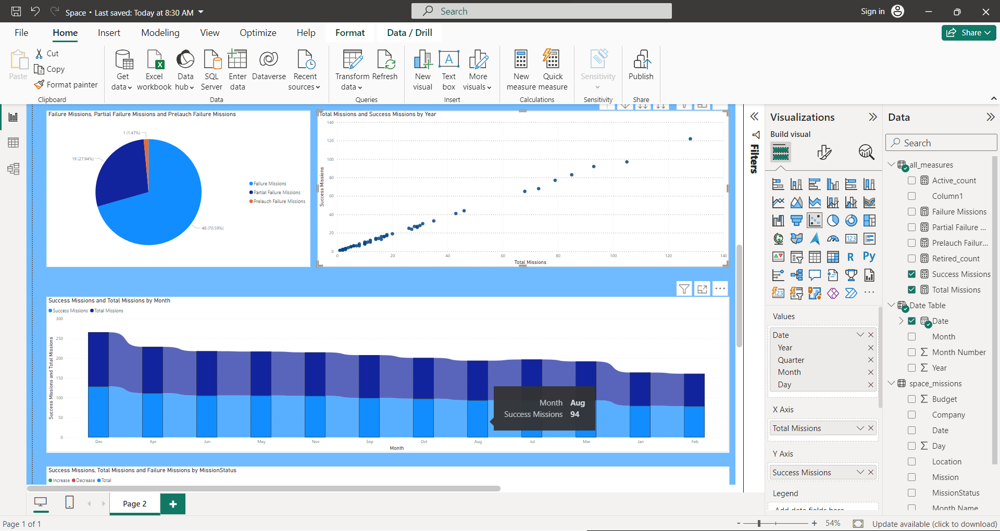 Space • Last saved: Today at 8:30 AM
Search
Sign in
File Home Insert Modeling View Optimize Help Format Data / Drill
Share
Paste
Cut
Copy
Format painter
Clipboard
Get data
Excel workbook
Data hub
SQL Server
Enter data
Dataverse
Recent sources
Data
Transform data
Refresh
Queries
New visual
Text box
More visuals
Insert
New measure
Quick measure
Calculations
Sensitivity
Sensitivity
Publish
Share
Failure Missions, Partial Failure Missions and Prelauch Failure Missions
1 (1.47%)
19 (27.94%)
48 (70.59%)
Failure Missions
Partial Failure Missions
Prelauch Failure Missions
Total Missions and Success Missions by Year
Success Missions
140
120
100
80
60
40
20
0
0 20 40 60 80 100 120 140
Total Missions
Success Missions and Total Missions by Month
Success Missions Total Missions
Success Missions and Total Missions
300
250
200
150
100
50
0
Dec Apr Jun May Nov Sep Oct Aug Jul Mar Jan Feb
Month
Month Aug
Success Missions 94
Success Missions, Total Missions and Failure Missions by MissionStatus
Increase Decrease Total
Page 2
Page 1 of 1
Filters
Visualizations
Build visual
123
R
Py
123
Values
Date
Year
Quarter
Month
Day
X Axis
Total Missions
Y Axis
Success Missions
Legend
Add data fields here
Data
Search
all_measures
Active_count
Column1
Failure Missions
Partial Failure ...
Prelauch Failur...
Retired_count
Success Missions
Total Missions
Date Table
Date
Month
Month Number
Year
space_missions
Budget
Company
Date
Day
Location
Mission
MissionStatus
Month Name
- + 54%
Update available (click to download)